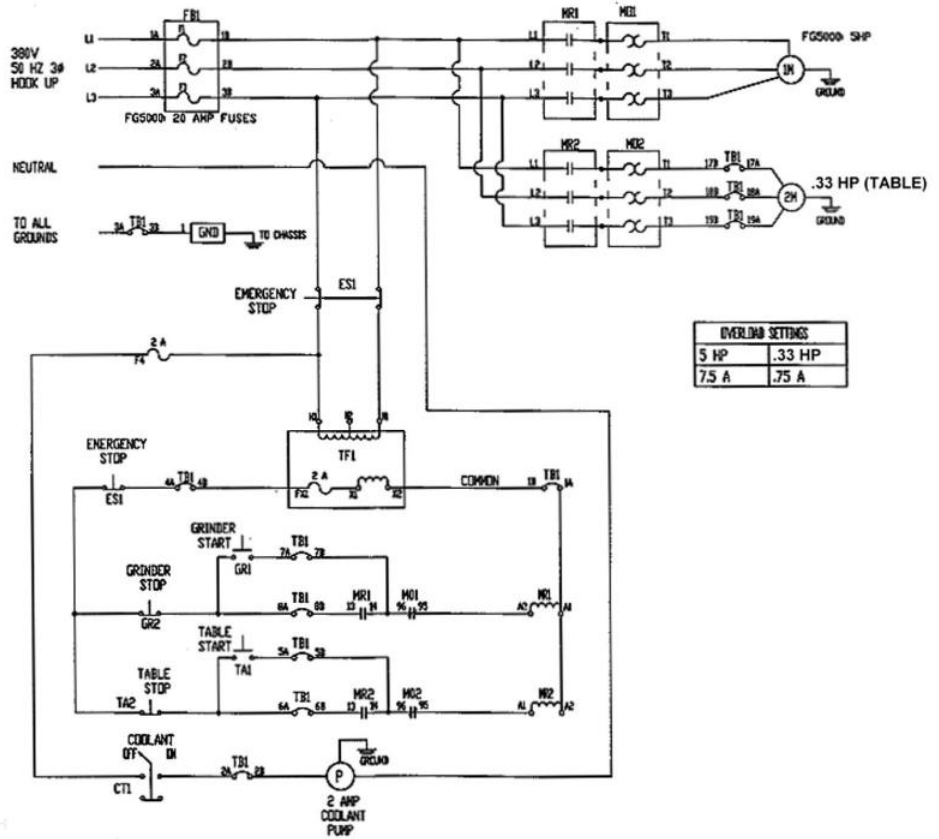 FB1
MR1 MO1
L1 1A F1 1B L1 T1 FG5000i 5HP
380V
50 HZ 3Ø
HOOK UP
L2 2A F2 2B L2 T2 1M
GROUND
L3 3A F3 3B L3 T3
FG5000i 20 AMP FUSES
MR2 MO2
NEUTRAL
L1 T1 17B TB1 17A
L2 T2 18B TB1 18A 2M .33 HP (TABLE)
GROUND
L3 T3 19B TB1 19A
TO ALL
GROUNDS
3A TB1 3B 1 GND TO CHASSIS
EMERGENCY
STOP
ES1
OVERLOAD SETTINGS
5 HP .33 HP
7.5 A .75 A
2 A
F4
TF1
EMERGENCY
STOP
ES1
4A TB1 4B
2 A
FX2 X1 X2
COMMON
1B TB1 1A
GRINDER
START
GR1
7A TB1 7B
GRINDER
STOP
GR2
8A TB1 8B
MR1 MO1
13 14 96 95
MR1
A2 A1
TABLE
START
TA1
5A TB1 5B
TABLE
STOP
TA2
6A TB1 6B
MR2 MO2
13 14 96 95
MR2
A1 A2
COOLANT
OFF ON
CT1
2A TB1 2B
P
GROUND
2 AMP
COOLANT
PUMP